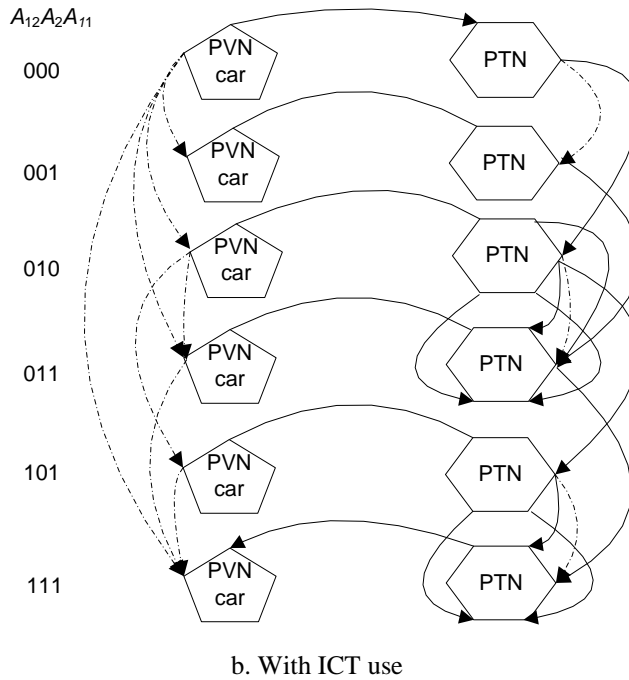 A12A2A11
000
PVN
car
PTN
001
PVN
car
PTN
010
PVN
car
PTN
011
PVN
car
PTN
101
PVN
car
PTN
111
PVN
car
PTN
b. With ICT use